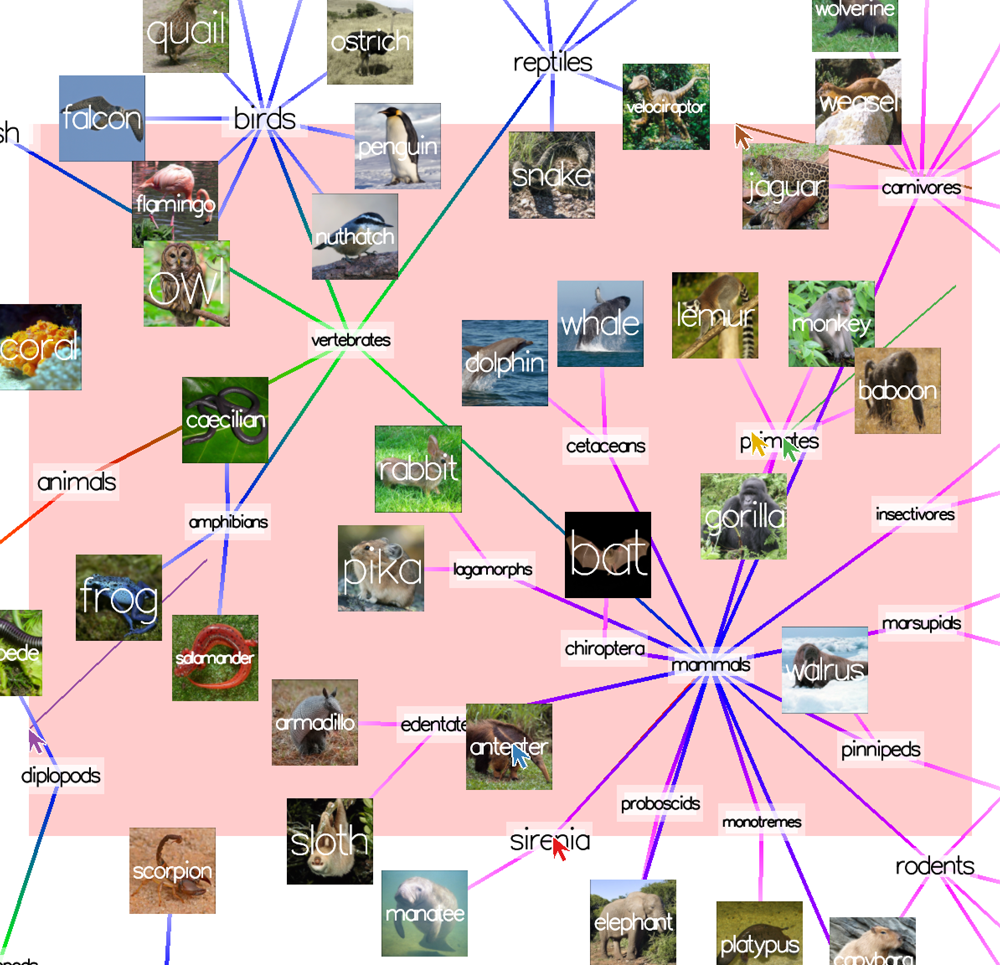 wolverine
quail
ostrich
reptiles
velociraptor
weasel
falcon
birds
sh
penguin
snake
jaguar
carnivores
flamingo
nuthatch
owl
whale
lemur
monkey
coral
vertebrates
dolphin
baboon
caecilian
cetaceans
primates
rabbit
animals
gorilla
insectivores
amphibians
bat
pika
lagamorphs
frog
marsupials
pede
salamander
chiroptera
mammals
walrus
armadillo
edentate
anteater
pinnipeds
diplopods
proboscids
monotremes
sloth
sirenia
rodents
scorpion
manatee
elephant
platypus
capybara